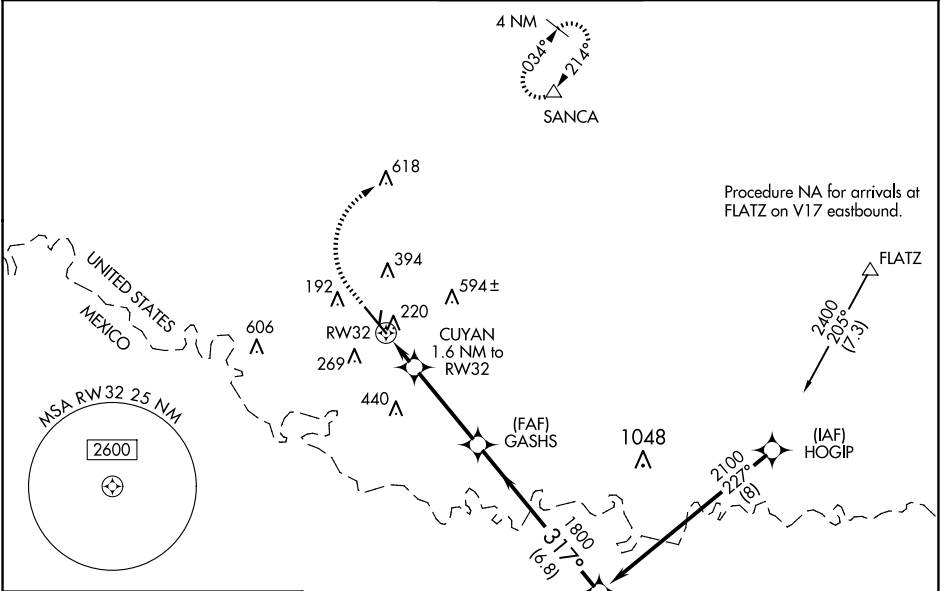 4 NM
034°
214°
SANCA
618
Procedure NA for arrivals at
FLATZ on V17 eastbound.
FLATZ
2400
205°
(7.3)
394
192
594±
220
UNITED STATES
MEXICO
606
RW32
CUYAN
1.6 NM to
RW32
269
440
MSA RW32 25 NM
2600
(FAF)
GASHS
1048
(IAF)
HOGIP
2100
227°
(8)
1800
317°
(6.8)